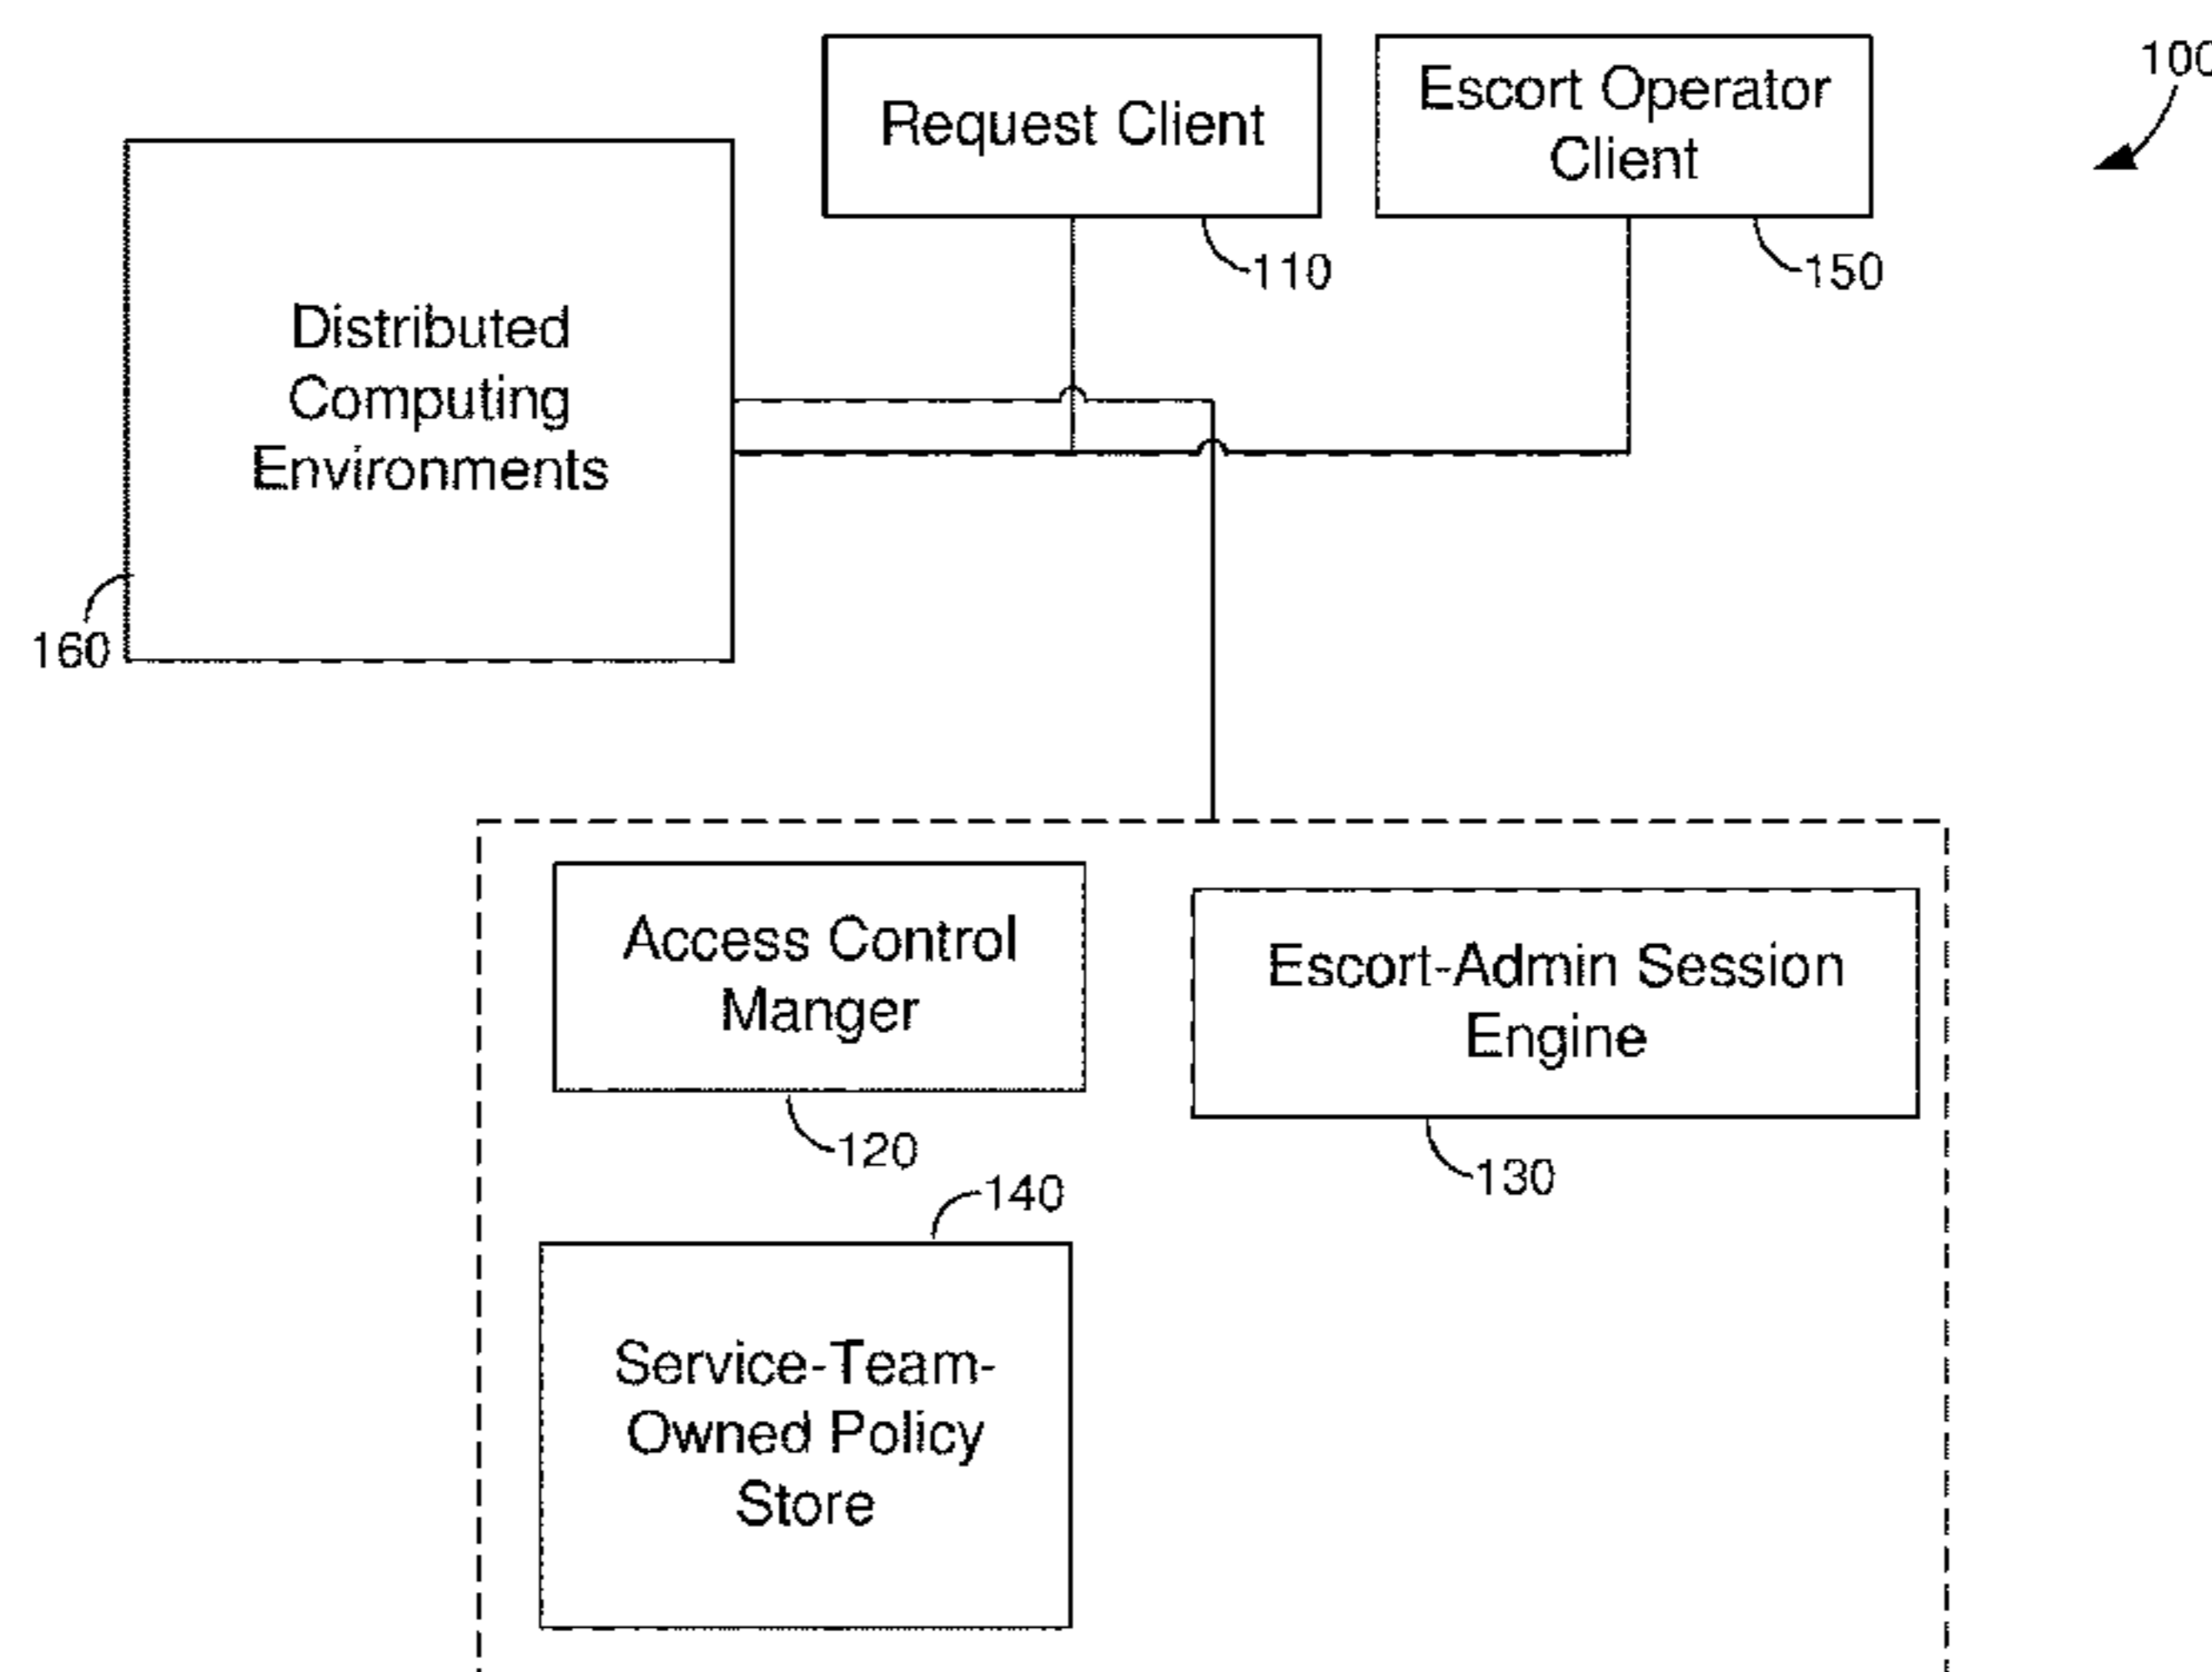 100
Request Client
110
Escort Operator
Client
150
Distributed
Computing
Environments
160
Access Control
Manger
120
Escort-Admin Session
Engine
130
140
Service-Team-
Owned Policy
Store